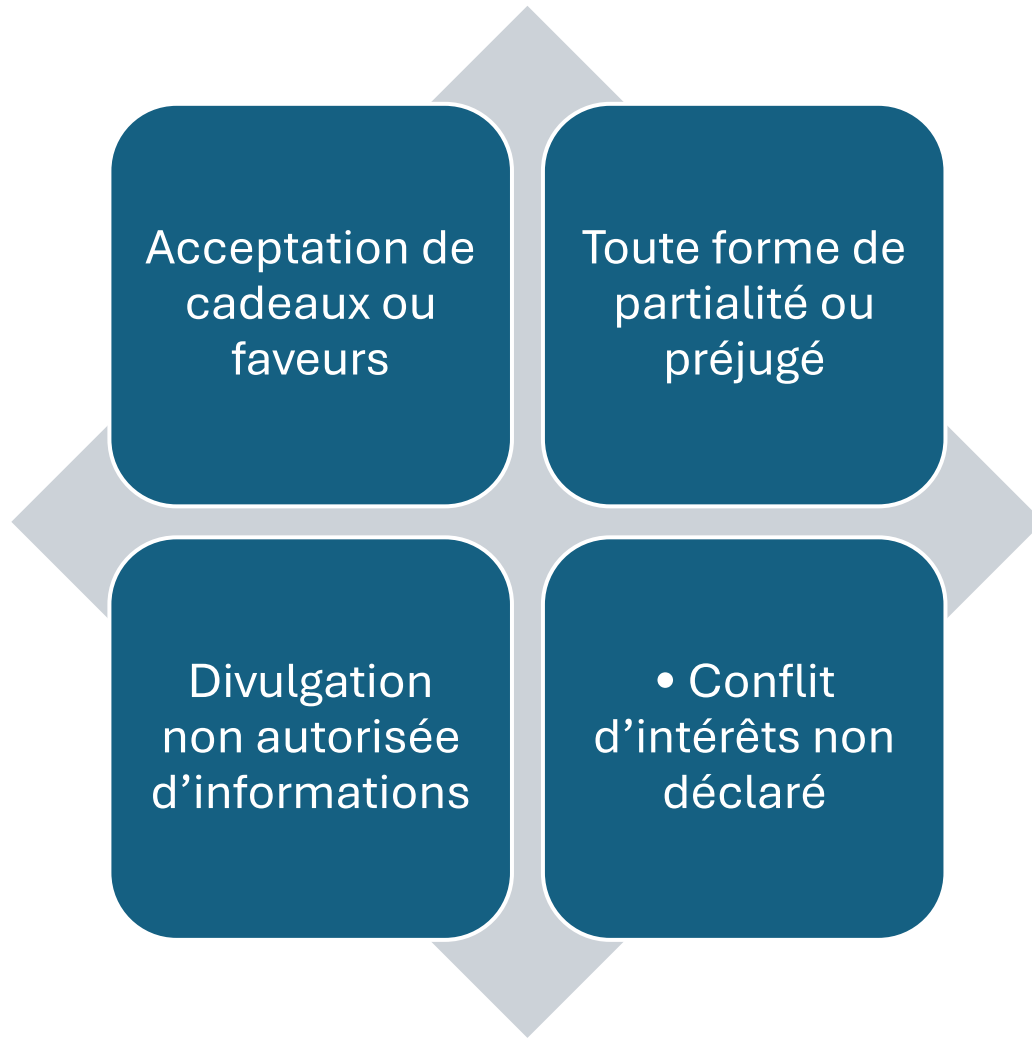 Acceptation de
cadeaux ou
faveurs
Toute forme de
partialité ou
préjugé
Divulgation
non autorisée
d’informations
• Conflit
d’intérêts non
déclaré